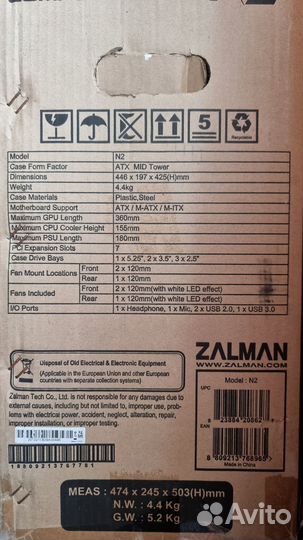 ZALMAN
5
Recyclable
Model N2
Case Form Factor ATX MID Tower
Dimensions 446 x 197 x 425(H)mm
Weight 4.4kg
Case Materials Plastic,Steel
Motherboard Support ATX / M-ATX / M-ITX
Maximum GPU Length 360mm
Maximum CPU Cooler Height 155mm
Maximum PSU Length 180mm
PCI Expansion Slots 7
Case Drive Bays 1 x 5.25", 2 x 3.5", 3 x 2.5"
Fan Mount Locations Front 2 x 120mm
Rear 1 x 120mm
Fans Included Front 2 x 120mm(with white LED effect)
Rear 1 x 120mm(with white LED effect)
I/O Ports 1 x Headphone, 1 x Mic, 2 x USB 2.0, 1 x USB 3.0
Disposal of Old Electrical & Electronic Equipment
(Applicable in the European Union and other European
countries with separate collection systems)
Zalman Tech Co., Ltd. is not responsible for any damages due to
external causes, including but not limited to, improper use,
problems with electrical power, accident, neglect, alteration, repair,
improper installation, or improper testing.
ZALMAN
WWW.ZALMAN.COM
Model : N2
UPC
8 23884 20862
EAN
8 809213 768985
Made in China
MEAS : 474 x 245 x 503(H)mm
N.W. : 4.4 Kg
G.W. : 5.2 Kg
Avito